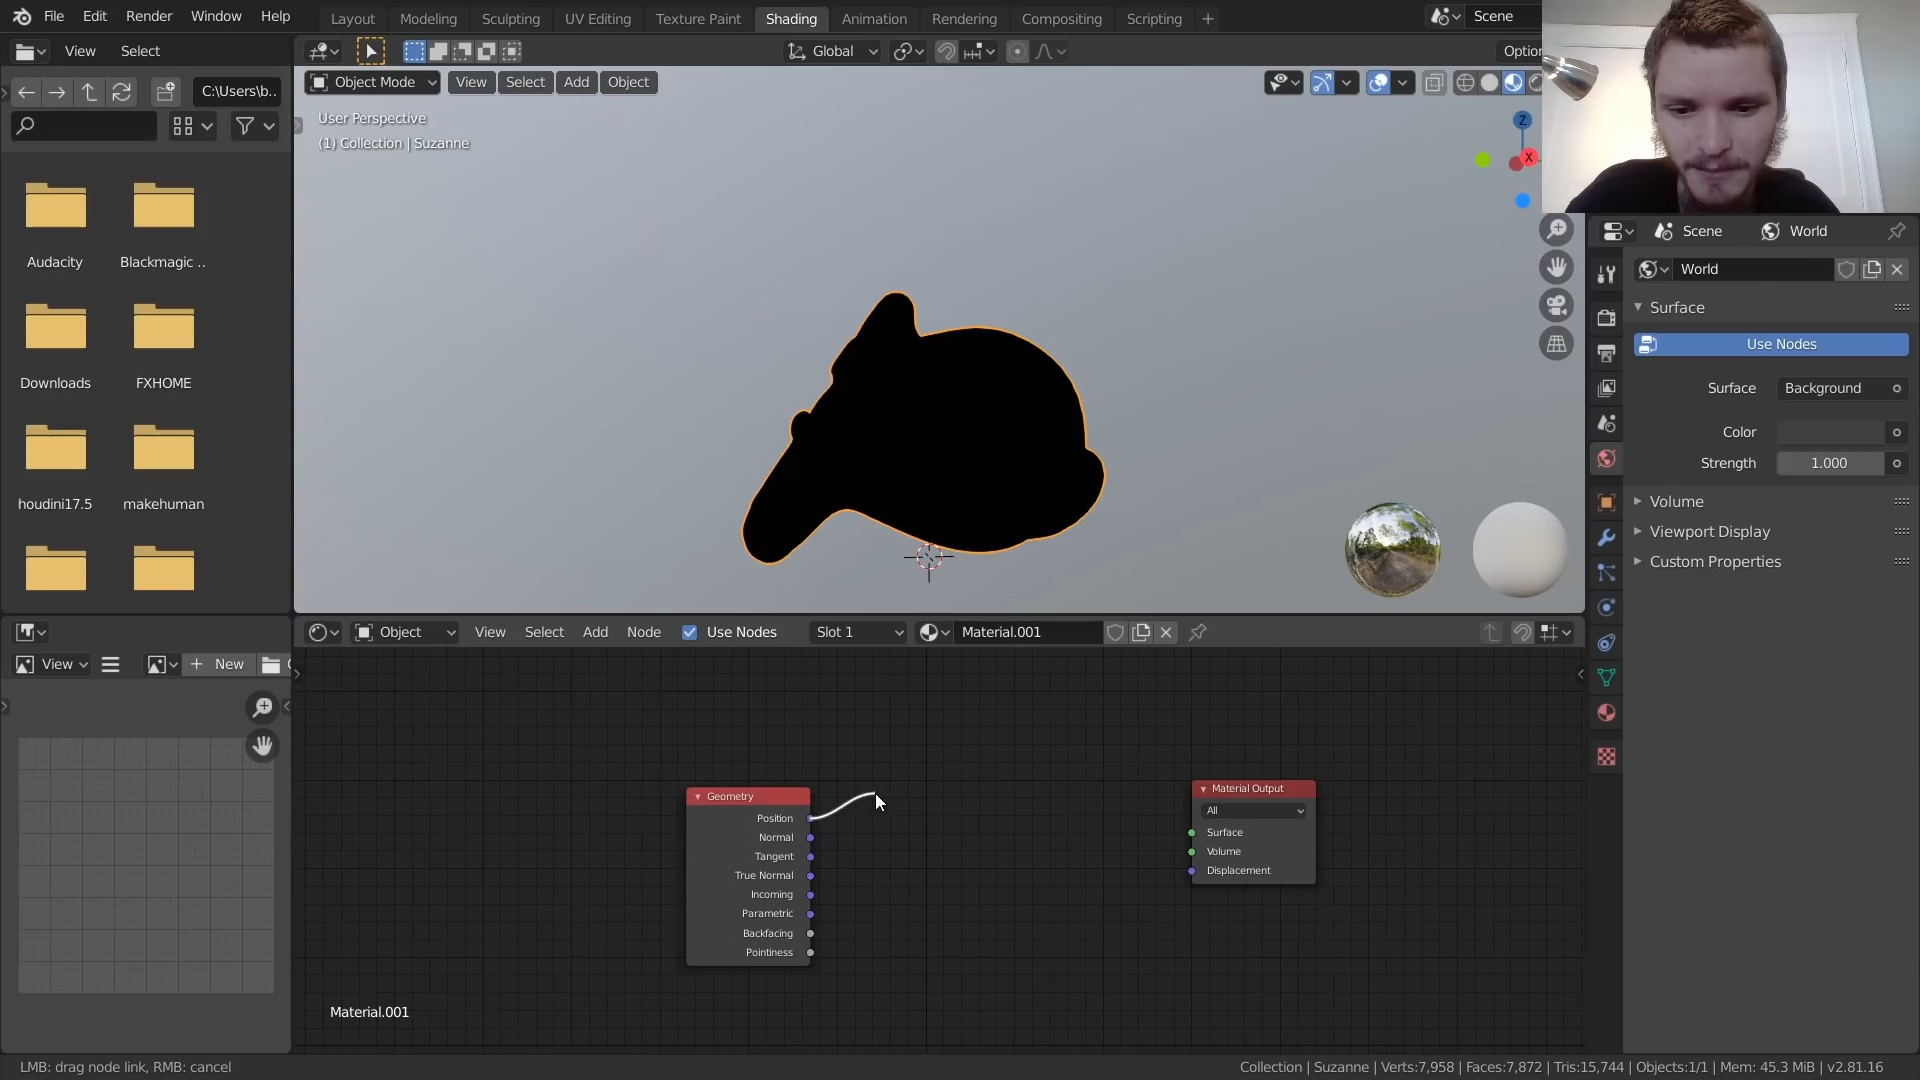 File Edit Render Window Help Layout Modeling Sculpting UV Editing Texture Paint Shading Animation Rendering Compositing Scripting + Scene
View Select Global
Object Mode View Select Add Object
C:\Users\b..
User Perspective
(1) Collection | Suzanne
Z
X
Audacity Blackmagic ..
Downloads FXHOME
houdini17.5 makehuman
Scene World
World
Surface
Use Nodes
Surface Background
Color
Strength 1.000
Volume
Viewport Display
Custom Properties
Object View Select Add Node Use Nodes Slot 1 Material.001
View + New
Geometry
Position
Normal
Tangent
True Normal
Incoming
Parametric
Backfacing
Pointiness
Material Output
All
Surface
Volume
Displacement
Material.001
LMB: drag node link, RMB: cancel
Collection | Suzanne | Verts:7,958 | Faces:7,872 | Tris:15,744 | Objects:1/1 | Mem: 45.3 MiB | v2.81.16